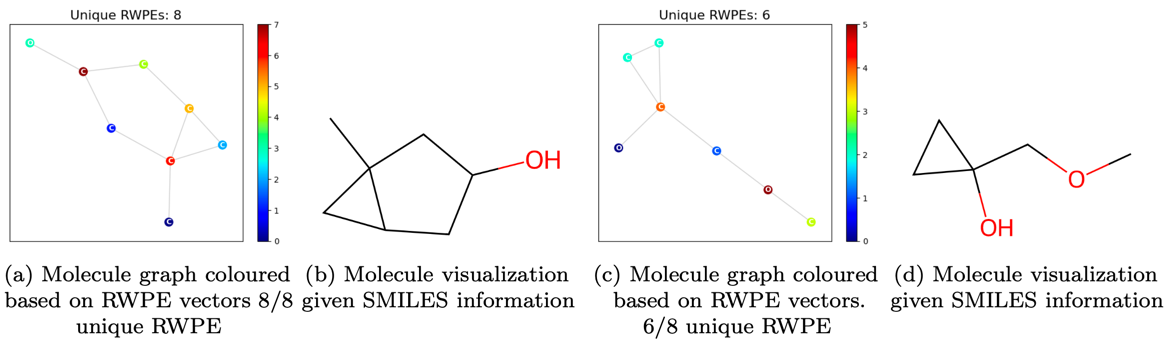 Unique RWPEs: 8
O
C
C
C
C
C
C
C
7
6
5
4
3
2
1
0
OH
Unique RWPEs: 6
C
C
C
O
C
O
C
5
4
3
2
1
0
O
OH
(a) Molecule graph coloured
based on RWPE vectors 8/8
unique RWPE
(b) Molecule visualization
given SMILES information
(c) Molecule graph coloured
based on RWPE vectors.
6/8 unique RWPE
(d) Molecule visualization
given SMILES information